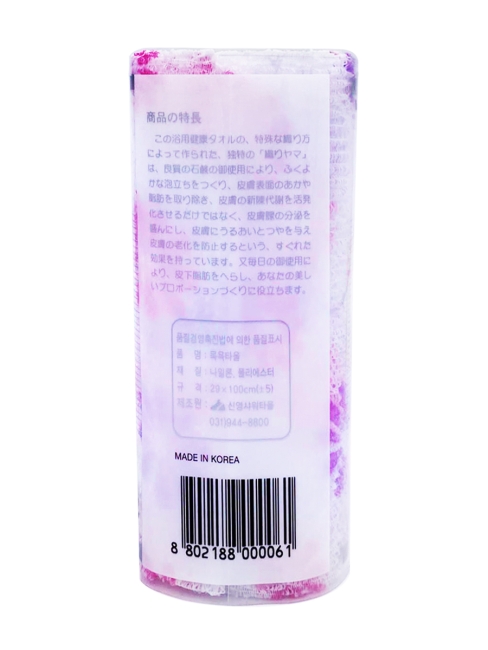 商品の特長
この浴用健康タオルの、特殊な織り方
によって作られた、独特の「織りヤマ」
は、良質の石鹸の御使用により、ふくよ
かな泡立ちをつくり、皮膚表面のあかや
脂肪を取り除き、皮膚の新陳代謝を活発
化させるだけではなく、皮膚腺の分泌を
盛んにし、皮膚にうるおいとつやを与え
皮膚の老化を防止するという、すぐれた
効果を持っています。又毎日の御使用に
より、皮下脂肪をへらし、あなたの美し
いプロポーションづくりに役立ちます。
품질경영촉진법에 의한 품질표시
품 명 : 목욕타올
재 질 : 나일론, 폴리에스터
규 격 : 28×100cm(±5)
제조원 : 신영샤워타올
031)944-8800
MADE IN KOREA
8 802188 000061